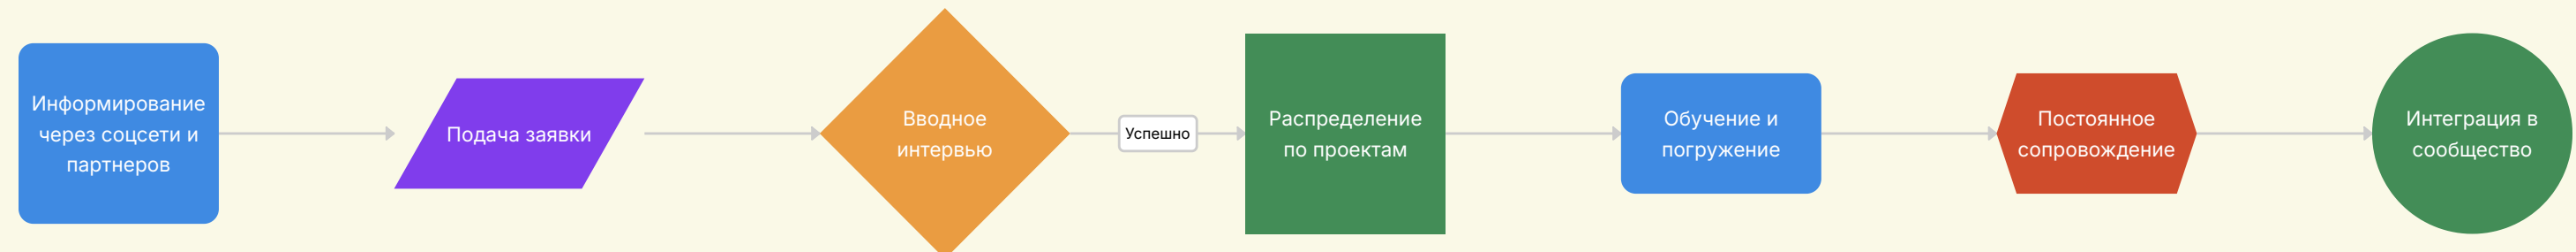 Информирование
через соцсети и
партнеров
Подача заявки
Вводное
интервью
Успешно
Распределение
по проектам
Обучение и
погружение
Постоянное
сопровождение
Интеграция в
сообщество